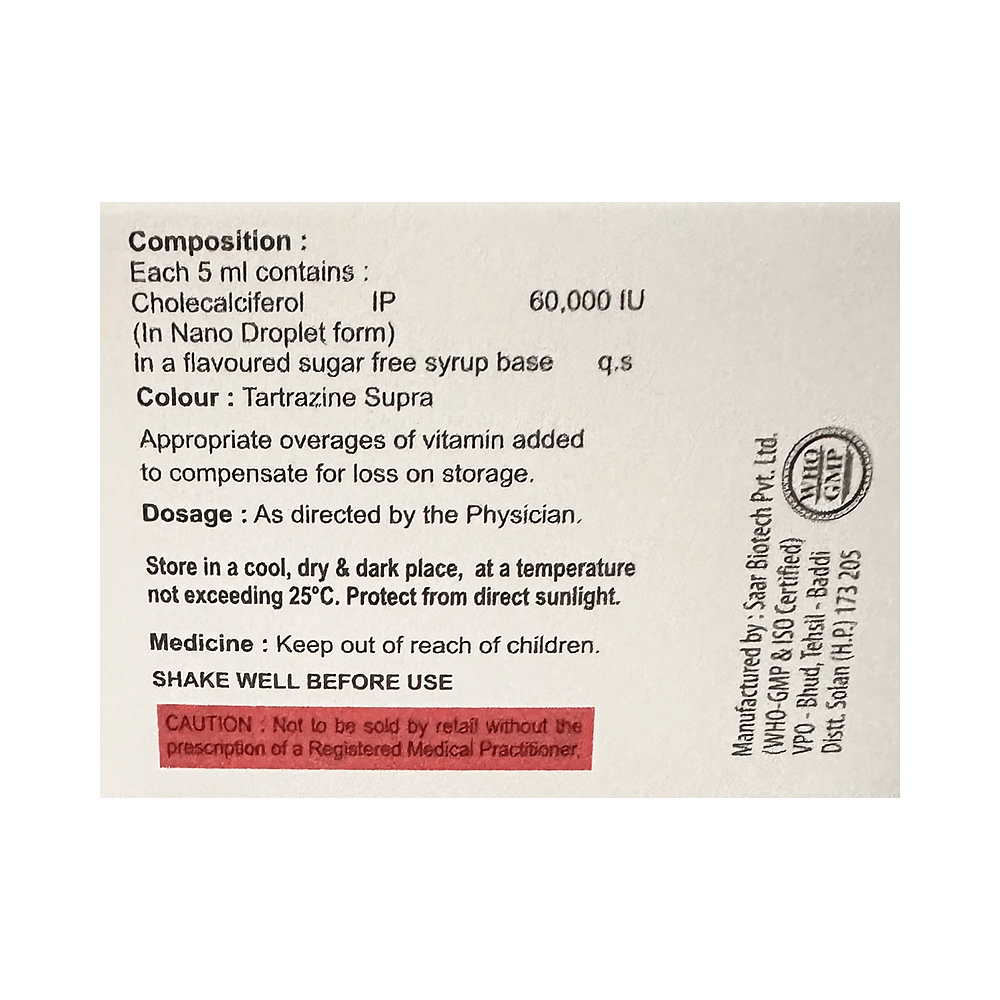 Composition :
Each 5 ml contains :
Cholecalciferol IP 60,000 IU
(In Nano Droplet form)
In a flavoured sugar free syrup base q.s
Colour : Tartrazine Supra
Appropriate overages of vitamin added
to compensate for loss on storage.
Dosage : As directed by the Physician.
Store in a cool, dry & dark place, at a temperature
not exceeding 25°C. Protect from direct sunlight.
Medicine : Keep out of reach of children.
SHAKE WELL BEFORE USE
CAUTION : Not to be sold by retail without the
prescription of a Registered Medical Practitioner.
Manufactured by : Saar Biotech Pvt. Ltd.
(WHO-GMP & ISO Certified)
VPO - Bhud, Tehsil - Baddi
Distt. Solan (H.P.) 173 205
WHO
GMP